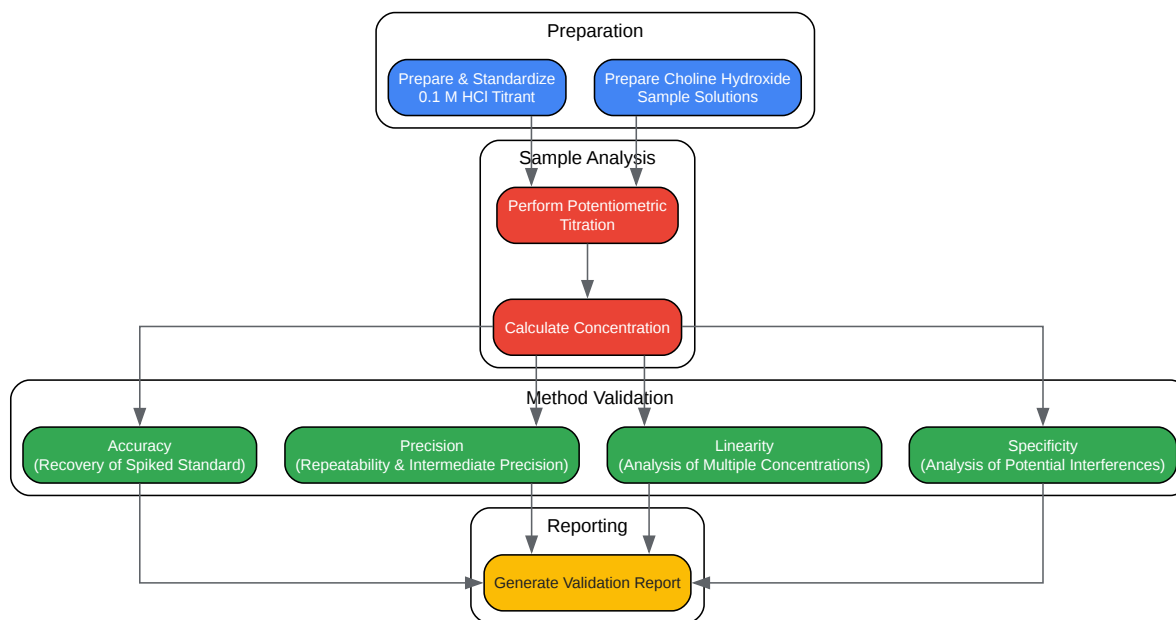 Preparation
Prepare & Standardize
0.1 M HCl Titrant
Prepare Choline Hydroxide
Sample Solutions
Sample Analysis
Perform Potentiometric
Titration
Calculate Concentration
Method Validation
Accuracy
(Recovery of Spiked Standard)
Precision
(Repeatability & Intermediate Precision)
Linearity
(Analysis of Multiple Concentrations)
Specificity
(Analysis of Potential Interferences)
Reporting
Generate Validation Report